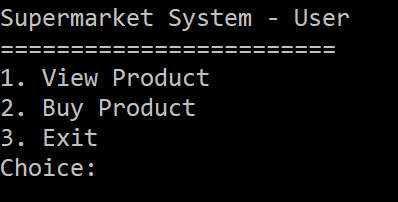 Supermarket System - User
========================
1. View Product
2. Buy Product
3. Exit
Choice: